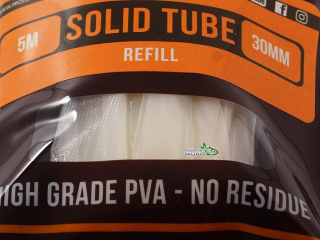 SOLID TUBE
5M
REFILL
30MM
HIGH GRADE PVA - NO RESIDUE